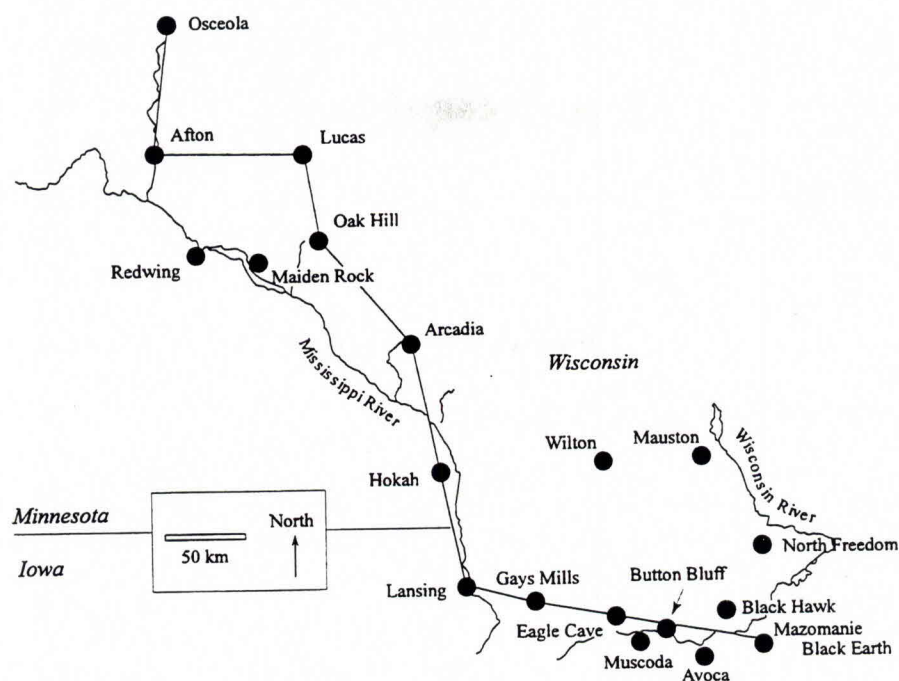 Osceola
Afton
Lucas
Oak Hill
Redwing
Maiden Rock
Arcadia
Mississippi River
Wisconsin
Wilton
Mauston
Wisconsin River
Hokah
Minnesota
North
50 km
Iowa
North Freedom
Lansing
Gays Mills
Button Bluff
Black Hawk
Eagle Cave
Mazomanie
Black Earth
Muscoda
Avoca